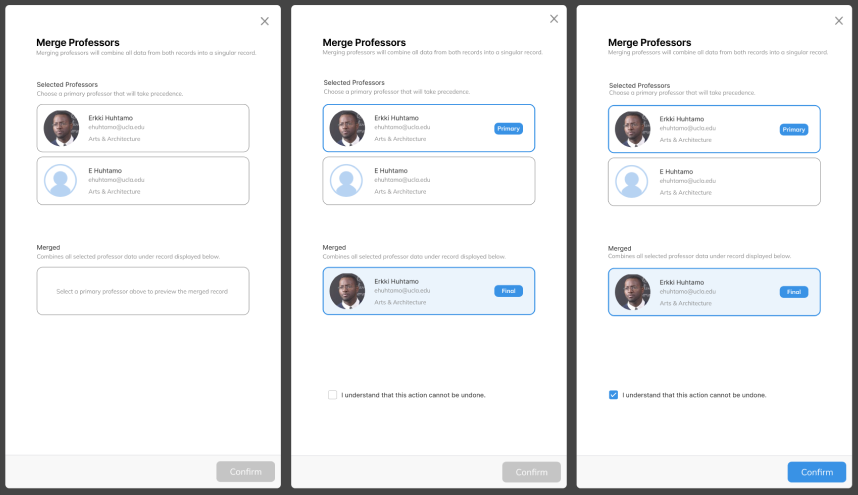 Merge Professors
Merging professors will combine all data from both records into a singular record.
Selected Professors
Choose a primary professor that will take precedence.
Erkki Huhtamo
ehuhtamo@ucla.edu
Arts & Architecture
E Huhtamo
ehuhtamo@ucla.edu
Arts & Architecture
Merged
Combines all selected professor data under record displayed below.
Select a primary professor above to preview the merged record
Confirm
Merge Professors
Merging professors will combine all data from both records into a singular record.
Selected Professors
Choose a primary professor that will take precedence.
Erkki Huhtamo
ehuhtamo@ucla.edu
Arts & Architecture
Primary
E Huhtamo
ehuhtamo@ucla.edu
Arts & Architecture
Merged
Combines all selected professor data under record displayed below.
Erkki Huhtamo
ehuhtamo@ucla.edu
Arts & Architecture
Final
I understand that this action cannot be undone.
Confirm
Merge Professors
Merging professors will combine all data from both records into a singular record.
Selected Professors
Choose a primary professor that will take precedence.
Erkki Huhtamo
ehuhtamo@ucla.edu
Arts & Architecture
Primary
E Huhtamo
ehuhtamo@ucla.edu
Arts & Architecture
Merged
Combines all selected professor data under record displayed below.
Erkki Huhtamo
ehuhtamo@ucla.edu
Arts & Architecture
Final
I understand that this action cannot be undone.
Confirm